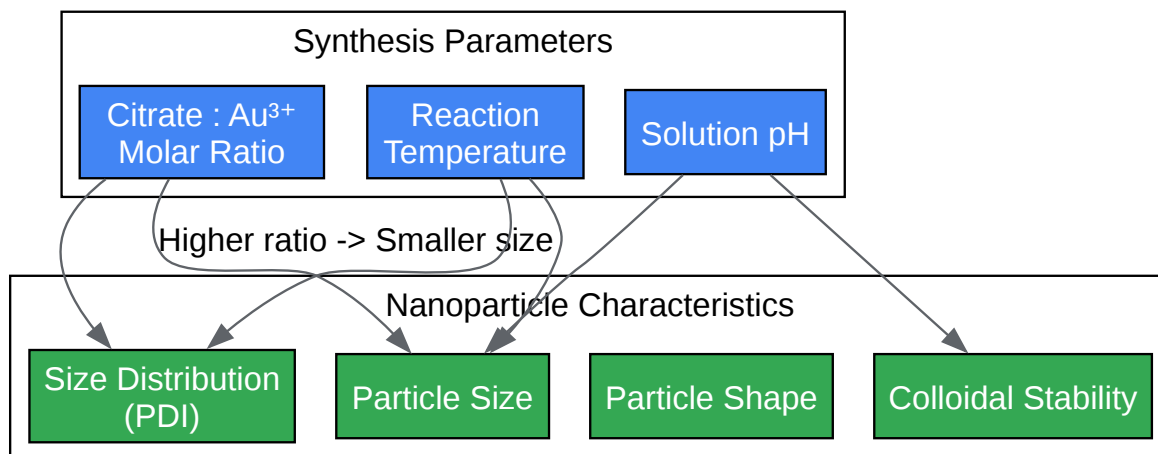 Synthesis Parameters
Citrate : Au³⁺
Molar Ratio
Reaction
Temperature
Solution pH
Higher ratio -> Smaller size
Nanoparticle Characteristics
Size Distribution
(PDI)
Particle Size
Particle Shape
Colloidal Stability